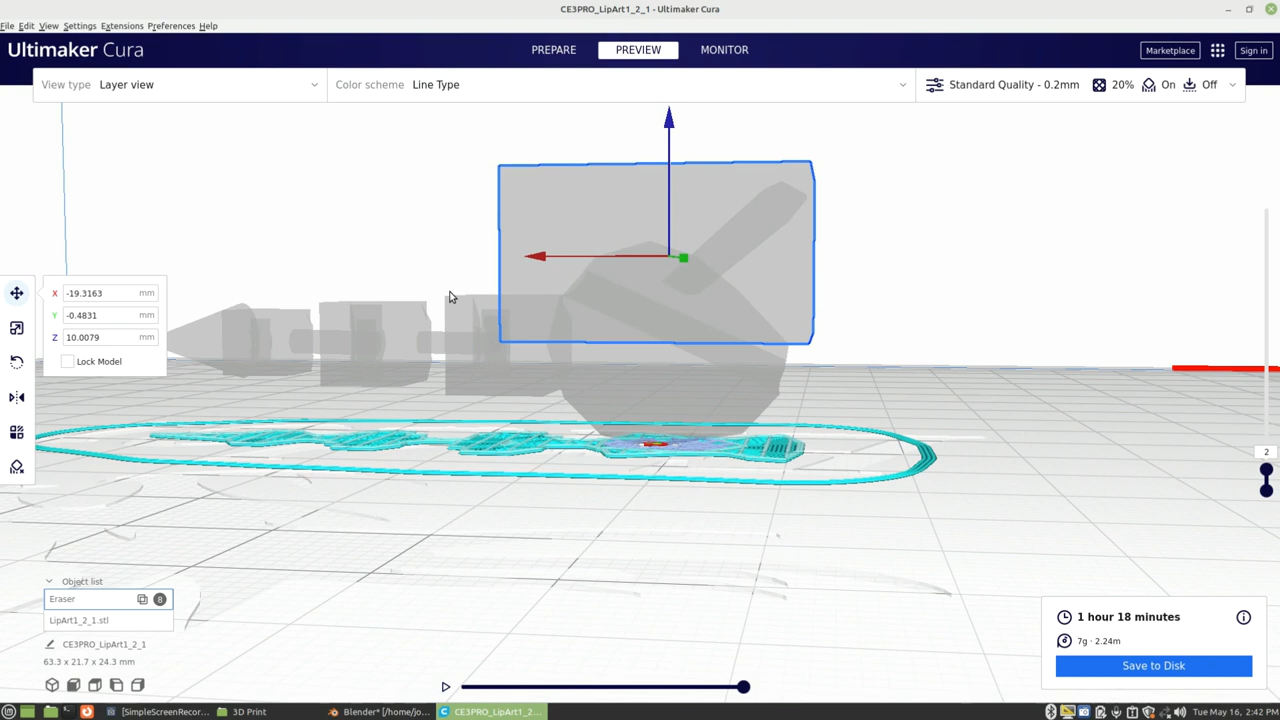 CE3PRO_LipArt1_2_1 - Ultimaker Cura
File Edit View Settings Extensions Preferences Help
Ultimaker Cura
PREPARE PREVIEW MONITOR
Marketplace Sign in
View type Layer view
Color scheme Line Type
Standard Quality - 0.2mm 20% On Off
X -19.3163 mm
Y -0.4831 mm
Z 10.0079 mm
Lock Model
2
Object list
Eraser 8
LipArt1_2_1.stl
CE3PRO_LipArt1_2_1
63.3 x 21.7 x 24.3 mm
1 hour 18 minutes
7g · 2.24m
Save to Disk
[SimpleScreenRecor... 3D Print Blender* [/home/jo... CE3PRO_LipArt1_2... Tue May 16, 2:42 PM